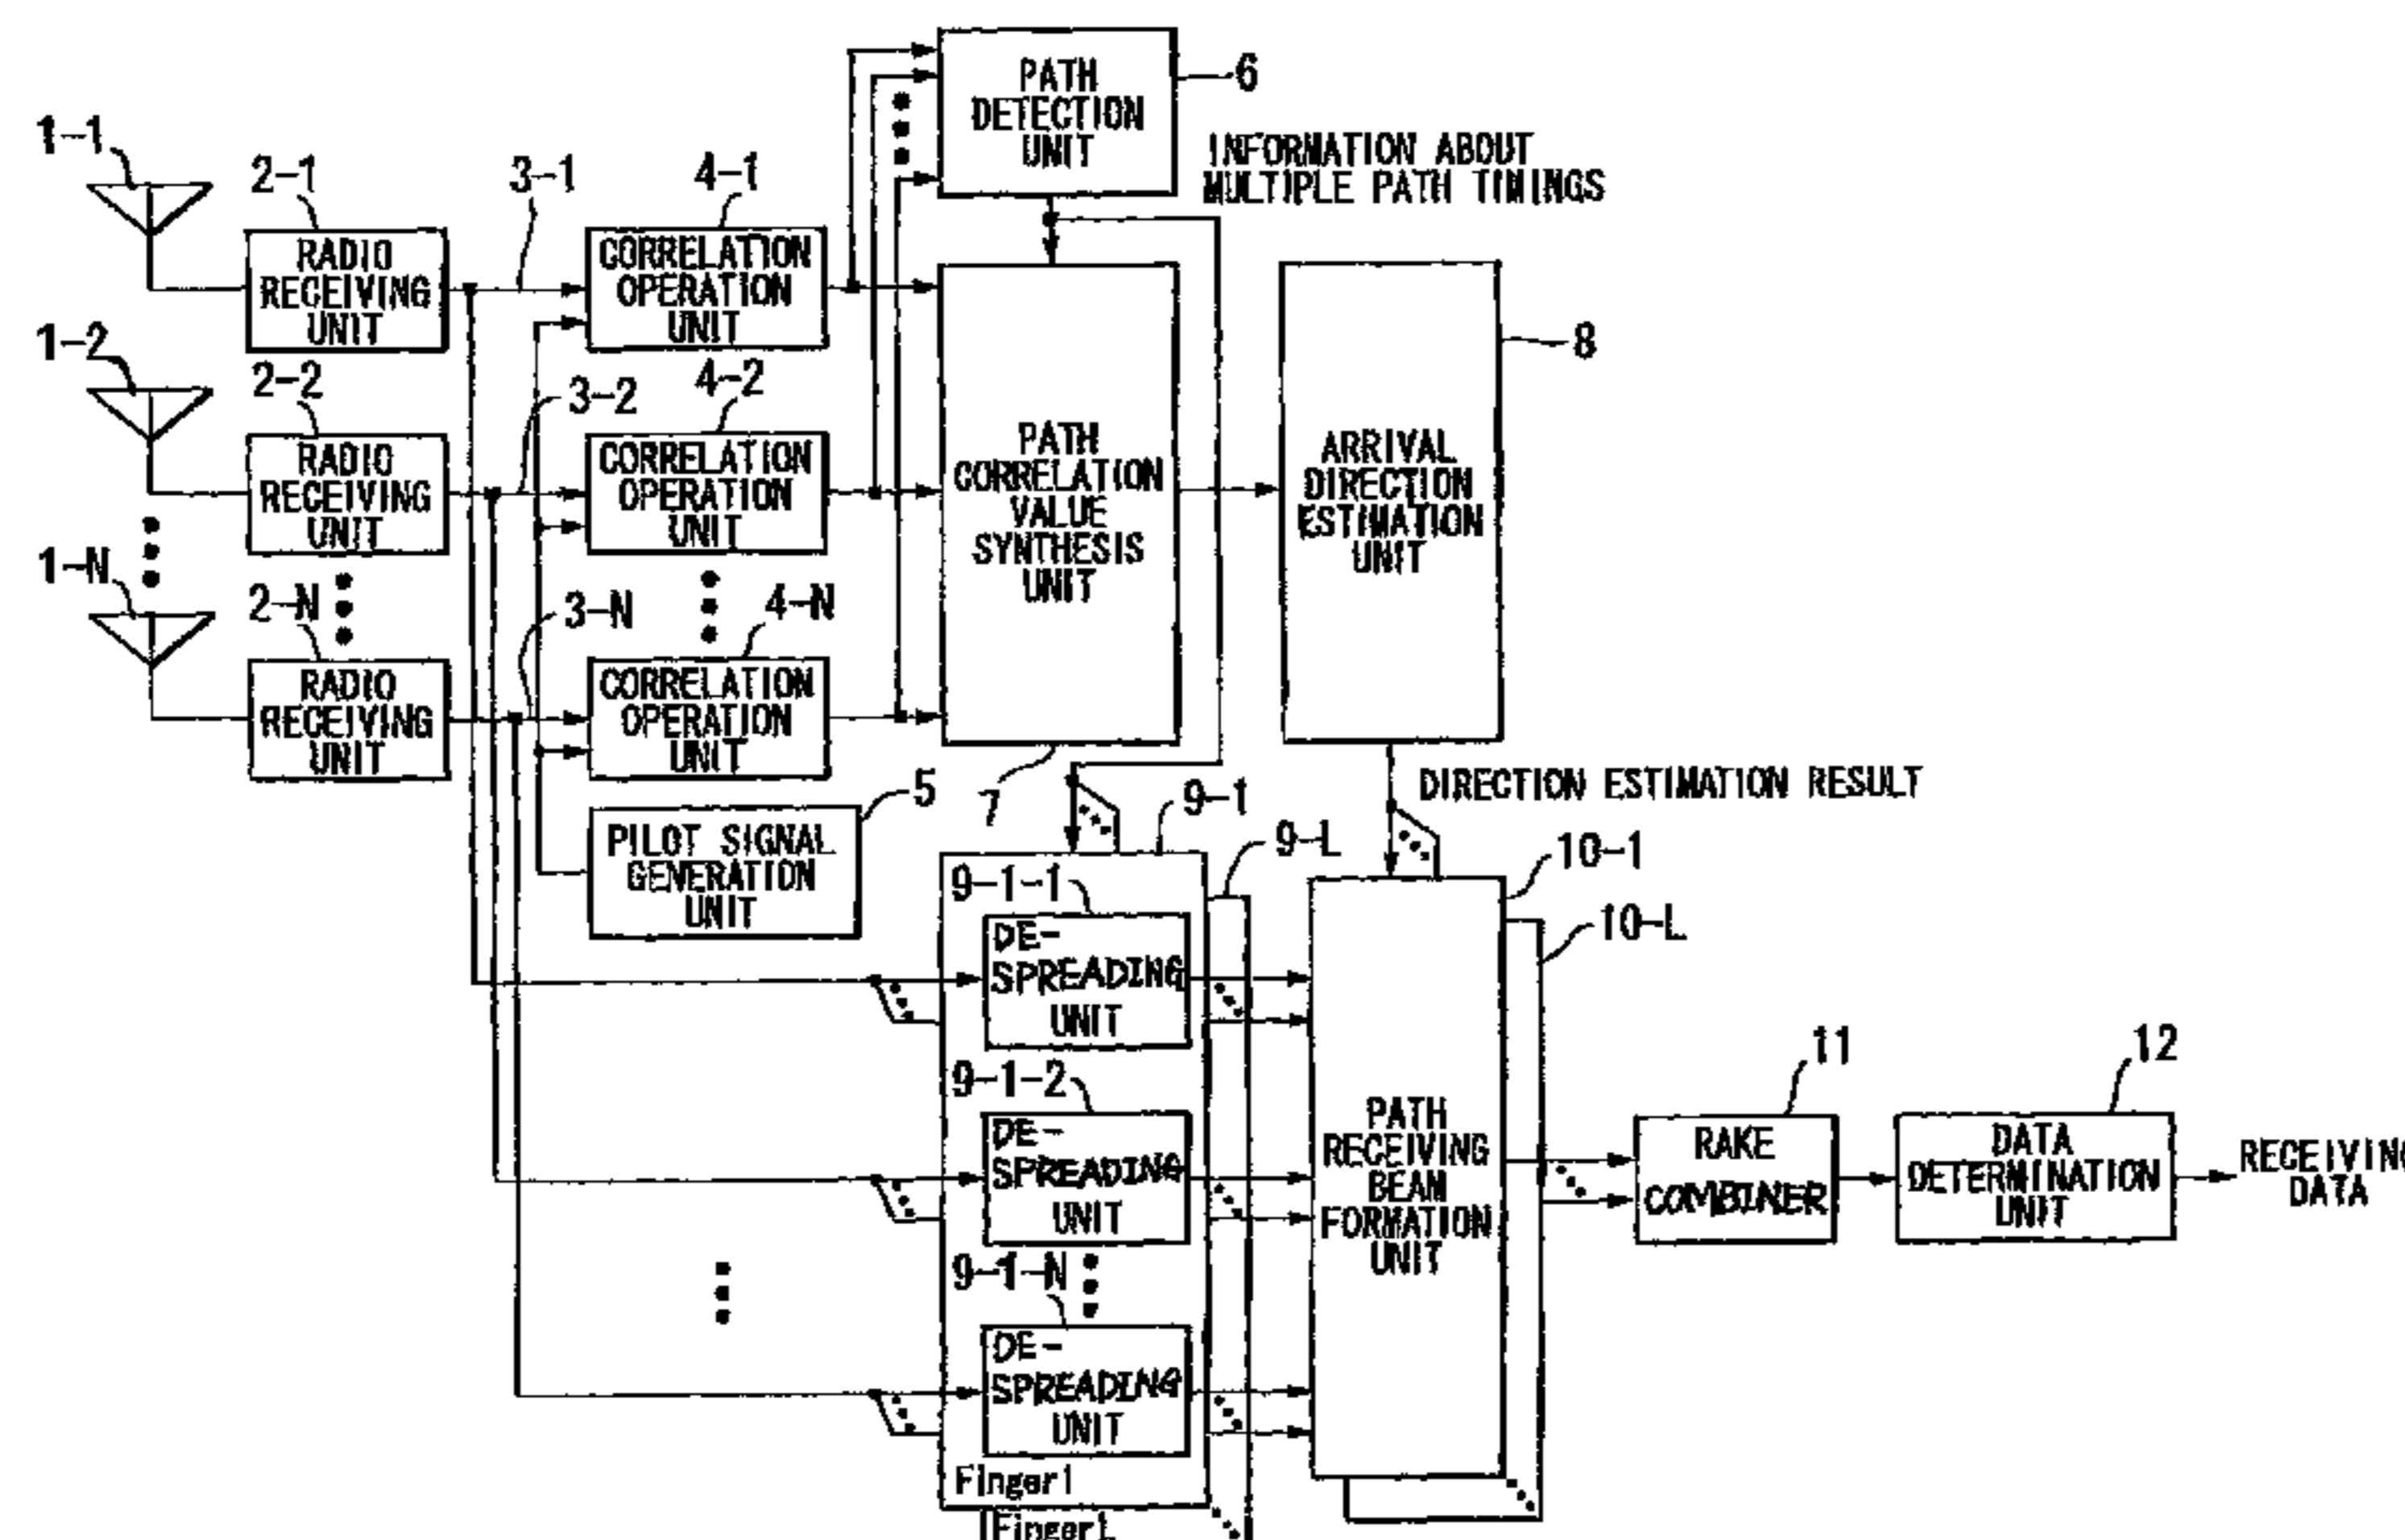 1-1
2-1
3-1
4-1
PATH
DETECTION
UNIT
6
INFORMATION ABOUT
MULTIPLE PATH TIMINGS
RADIO
RECEIVING
UNIT
CORRELATION
OPERATION
UNIT
1-2
2-2
3-2
4-2
8
RADIO
RECEIVING
UNIT
CORRELATION
OPERATION
UNIT
PATH
CORRELATION
VALUE
SYNTHESIS
UNIT
ARRIVAL
DIRECTION
ESTIMATION
UNIT
1-N
2-N
3-N
4-N
RADIO
RECEIVING
UNIT
CORRELATION
OPERATION
UNIT
5
7
9-1
DIRECTION ESTIMATION RESULT
PILOT SIGNAL
GENERATION
UNIT
9-L
10-1
10-L
9-1-1
DE-
SPREADING
UNIT
9-1-2
DE-
SPREADING
UNIT
9-1-N
DE-
SPREADING
UNIT
Finger1
FingerL
PATH
RECEIVING
BEAM
FORMATION
UNIT
11
RAKE
COMBINER
12
DATA
DETERMINATION
UNIT
RECEIVING
DATA